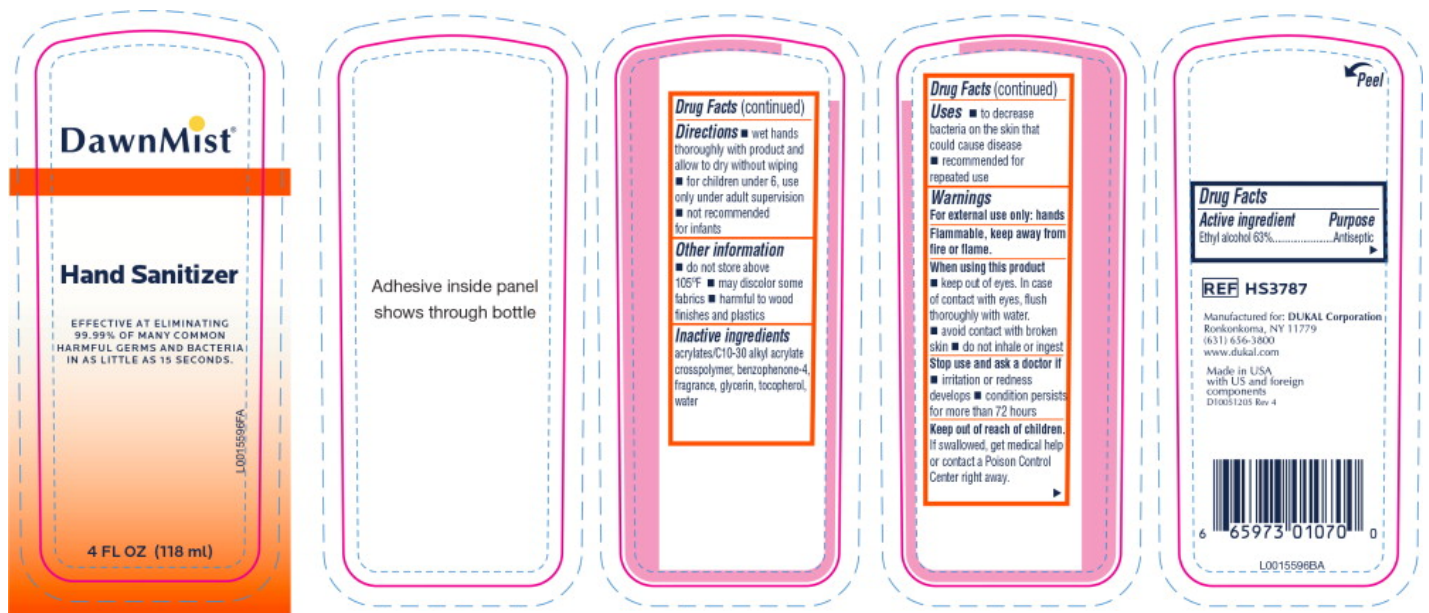 DawnMist®
Hand Sanitizer
EFFECTIVE AT ELIMINATING
99.99% OF MANY COMMON
HARMFUL GERMS AND BACTERIA
IN AS LITTLE AS 15 SECONDS.
L0015596FA
4 FL OZ (118 ml)
Adhesive inside panel
shows through bottle
Drug Facts (continued)
Directions ■ wet hands
thoroughly with product and
allow to dry without wiping
■ for children under 6, use
only under adult supervision
■ not recommended
for infants
Other information
■ do not store above
105ºF ■ may discolor some
fabrics ■ harmful to wood
finishes and plastics
Inactive ingredients
acrylates/C10-30 alkyl acrylate
crosspolymer, benzophenone-4,
fragrance, glycerin, tocopherol,
water
Drug Facts (continued)
Uses ■ to decrease
bacteria on the skin that
could cause disease
■ recommended for
repeated use
Warnings
For external use only: hands
Flammable, keep away from
fire or flame.
When using this product
■ keep out of eyes. In case
of contact with eyes, flush
thoroughly with water.
■ avoid contact with broken
skin ■ do not inhale or ingest
Stop use and ask a doctor if
■ irritation or redness
develops ■ condition persists
for more than 72 hours
Keep out of reach of children.
If swallowed, get medical help
or contact a Poison Control
Center right away.
Peel
Drug Facts
Active ingredient Purpose
Ethyl alcohol 63%......................Antiseptic
REF HS3787
Manufactured for: DUKAL Corporation
Ronkonkoma, NY 11779
(631) 656-3800
www.dukal.com
Made in USA
with US and foreign
components
D10051205 Rev 4
6 65973 01070 0
L0015596BA